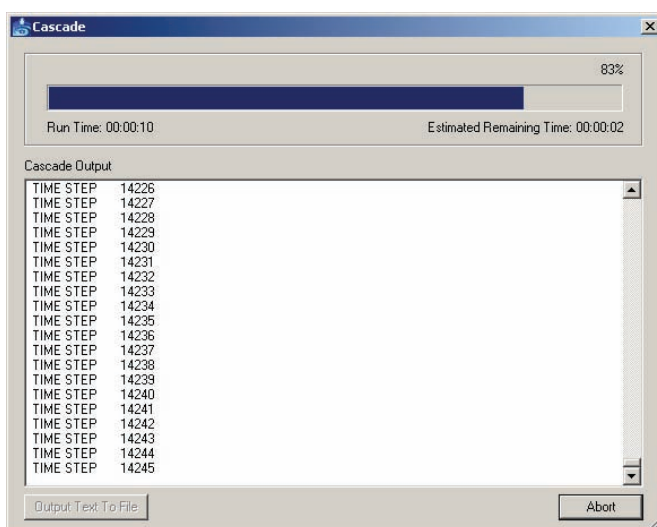 Cascade
83%
Run Time: 00:00:10 Estimated Remaining Time: 00:00:02
Cascade Output
TIME STEP 14226
TIME STEP 14227
TIME STEP 14228
TIME STEP 14229
TIME STEP 14230
TIME STEP 14231
TIME STEP 14232
TIME STEP 14233
TIME STEP 14234
TIME STEP 14235
TIME STEP 14236
TIME STEP 14237
TIME STEP 14238
TIME STEP 14239
TIME STEP 14240
TIME STEP 14241
TIME STEP 14242
TIME STEP 14243
TIME STEP 14244
TIME STEP 14245
Output Text To File Abort